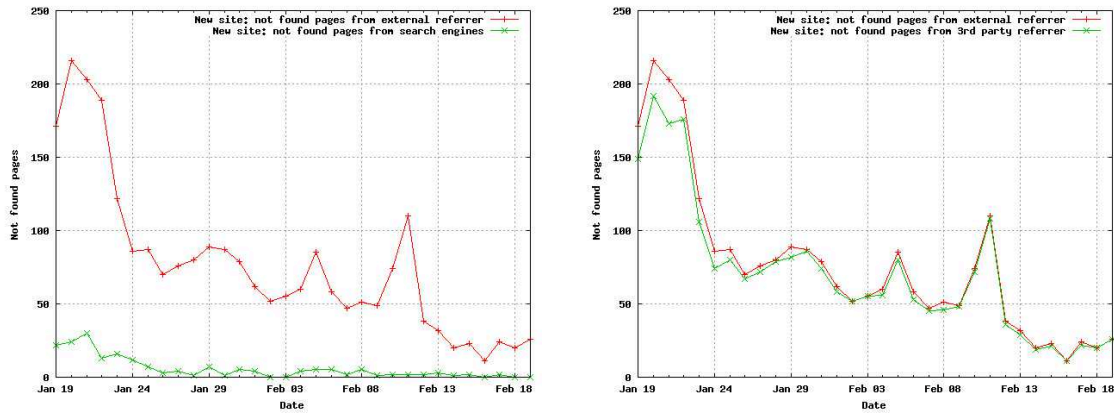 250
New site: not found pages from external referrer
New site: not found pages from search engines
200
150
Not found pages
100
50
0
Jan 19 Jan 24 Jan 29 Feb 03 Feb 08 Feb 13 Feb 18
Date
250
New site: not found pages from external referrer
New site: not found pages from 3rd party referrer
200
150
Not found pages
100
50
0
Jan 19 Jan 24 Jan 29 Feb 03 Feb 08 Feb 13 Feb 18
Date